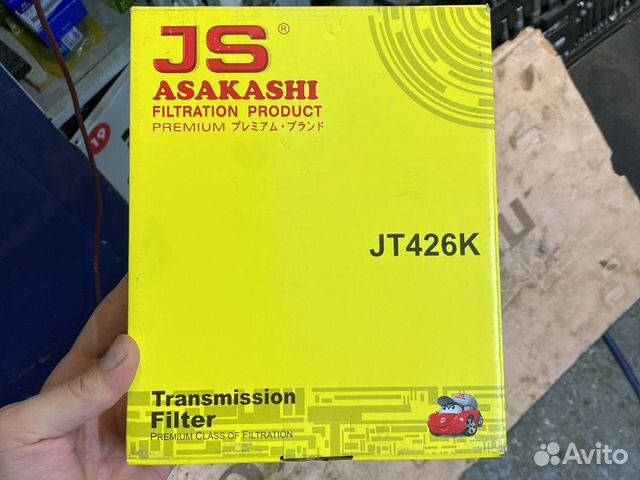 JS®
ASAKASHI
FILTRATION PRODUCT
PREMIUM プレミアム・ブランド
JT426K
Transmission
Filter
PREMIUM CLASS OF FILTRATION
19
Avito